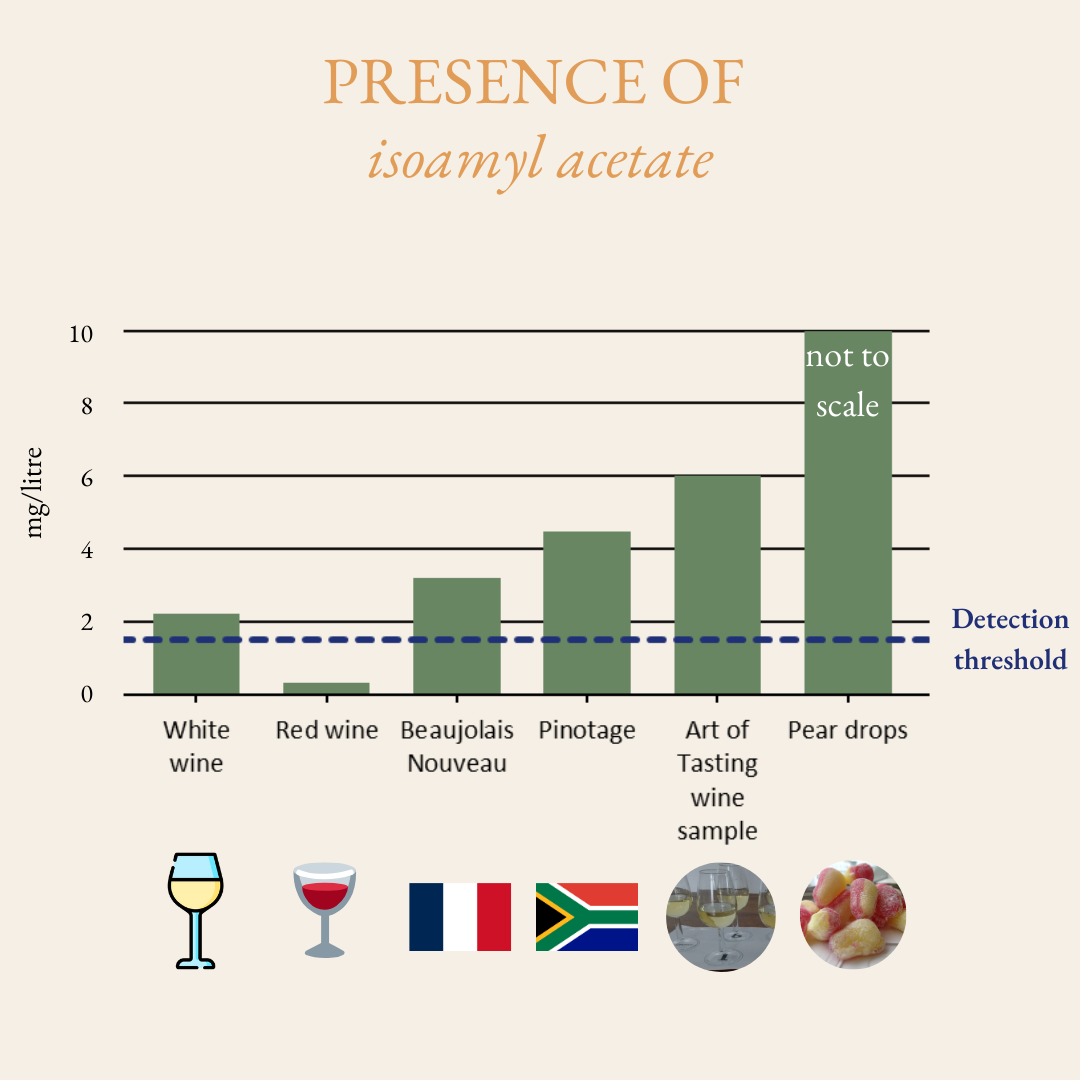 PRESENCE OF
isoamyl acetate
10
not to
scale
8
6
4
2
0
mg/litre
Detection
threshold
White
wine
Red wine
Beaujolais
Nouveau
Pinotage
Art of
Tasting
wine
sample
Pear drops